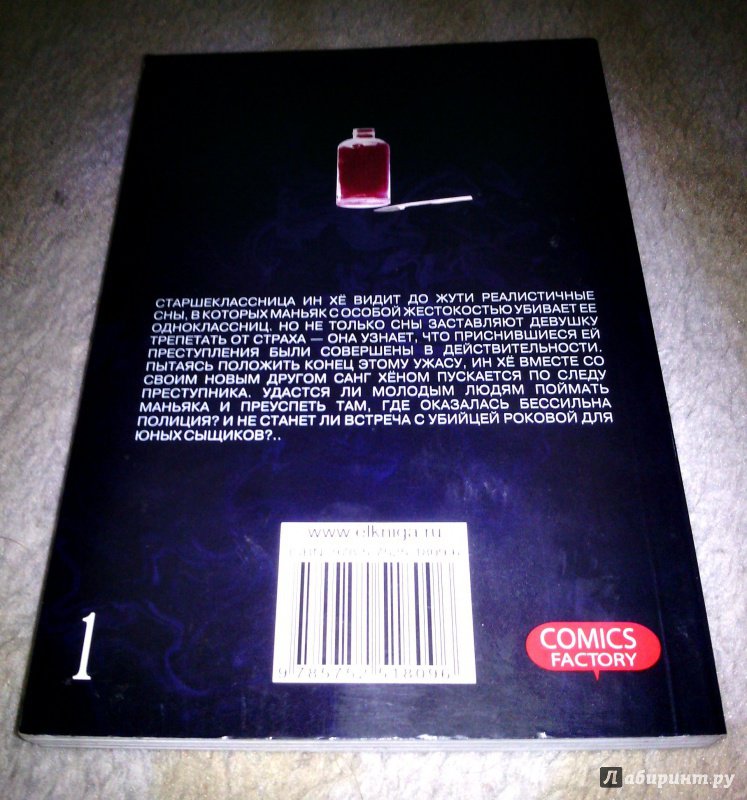 СТАРШЕКЛАССНИЦА ИН ХЁ ВИДИТ ДО ЖУТИ РЕАЛИСТИЧНЫЕ
СНЫ, В КОТОРЫХ МАНЬЯК С ОСОБОЙ ЖЕСТОКОСТЬЮ УБИВАЕТ ЕЕ
ОДНОКЛАССНИЦ. НО НЕ ТОЛЬКО СНЫ ЗАСТАВЛЯЮТ ДЕВУШКУ
ТРЕПЕТАТЬ ОТ СТРАХА — ОНА УЗНАЕТ, ЧТО ПРИСНИВШИЕСЯ ЕЙ
ПРЕСТУПЛЕНИЯ БЫЛИ СОВЕРШЕНЫ В ДЕЙСТВИТЕЛЬНОСТИ.
ПЫТАЯСЬ ПОЛОЖИТЬ КОНЕЦ ЭТОМУ УЖАСУ, ИН ХЁ ВМЕСТЕ СО
СВОИМ НОВЫМ ДРУГОМ САНГ ХЁНОМ ПУСКАЕТСЯ ПО СЛЕДУ
ПРЕСТУПНИКА. УДАСТСЯ ЛИ МОЛОДЫМ ЛЮДЯМ ПОЙМАТЬ
МАНЬЯКА И ПРЕУСПЕТЬ ТАМ, ГДЕ ОКАЗАЛАСЬ БЕССИЛЬНА
ПОЛИЦИЯ? И НЕ СТАНЕТ ЛИ ВСТРЕЧА С УБИЙЦЕЙ РОКОВОЙ ДЛЯ
ЮНЫХ СЫЩИКОВ?..
www.elkniga.ru
9 785752 518096
1
COMICS
FACTORY
Лабиринт.ру